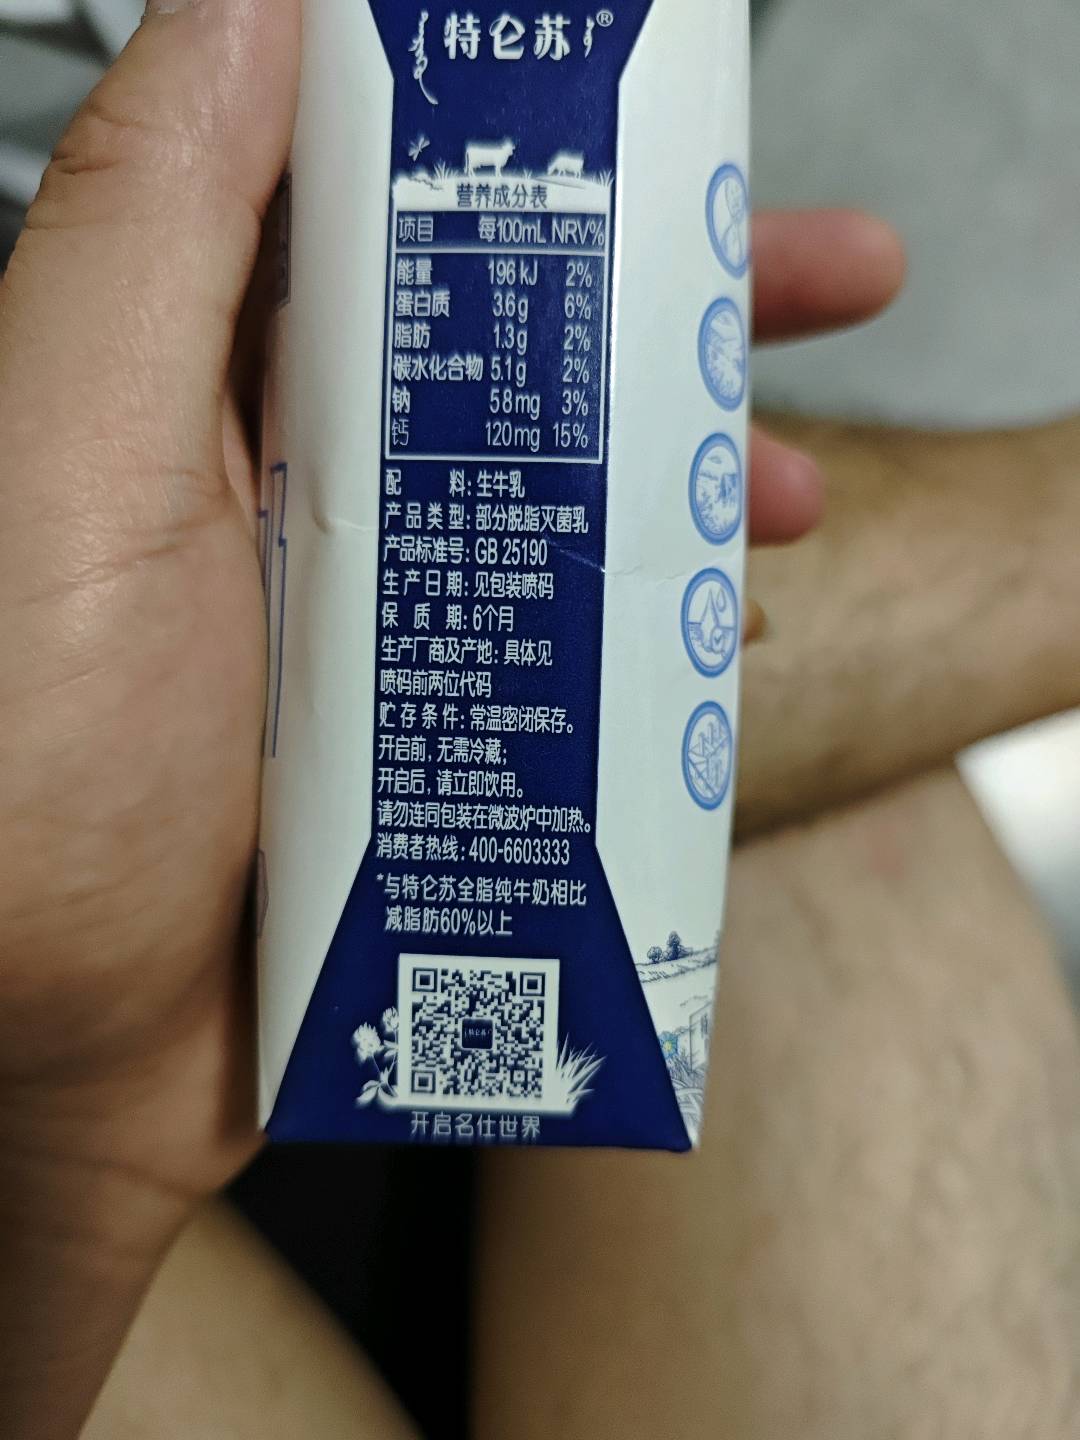 特仑苏®
营养成分表
项目 每100mL NRV%
能量 196 kJ 2%
蛋白质 3.6g 6%
脂肪 1.3g 2%
碳水化合物 5.1g 2%
钠 58mg 3%
钙 120mg 15%
配 料:生牛乳
产品类型:部分脱脂灭菌乳
产品标准号:GB 25190
生产日期:见包装喷码
保质期:6个月
生产厂商及产地:具体见
喷码前两位代码
贮存条件:常温密闭保存。
开启前,无需冷藏;
开启后,请立即饮用。
请勿连同包装在微波炉中加热。
消费者热线:400-6603333
*与特仑苏全脂纯牛奶相比
减脂肪60%以上
特仑苏
开启名仕世界